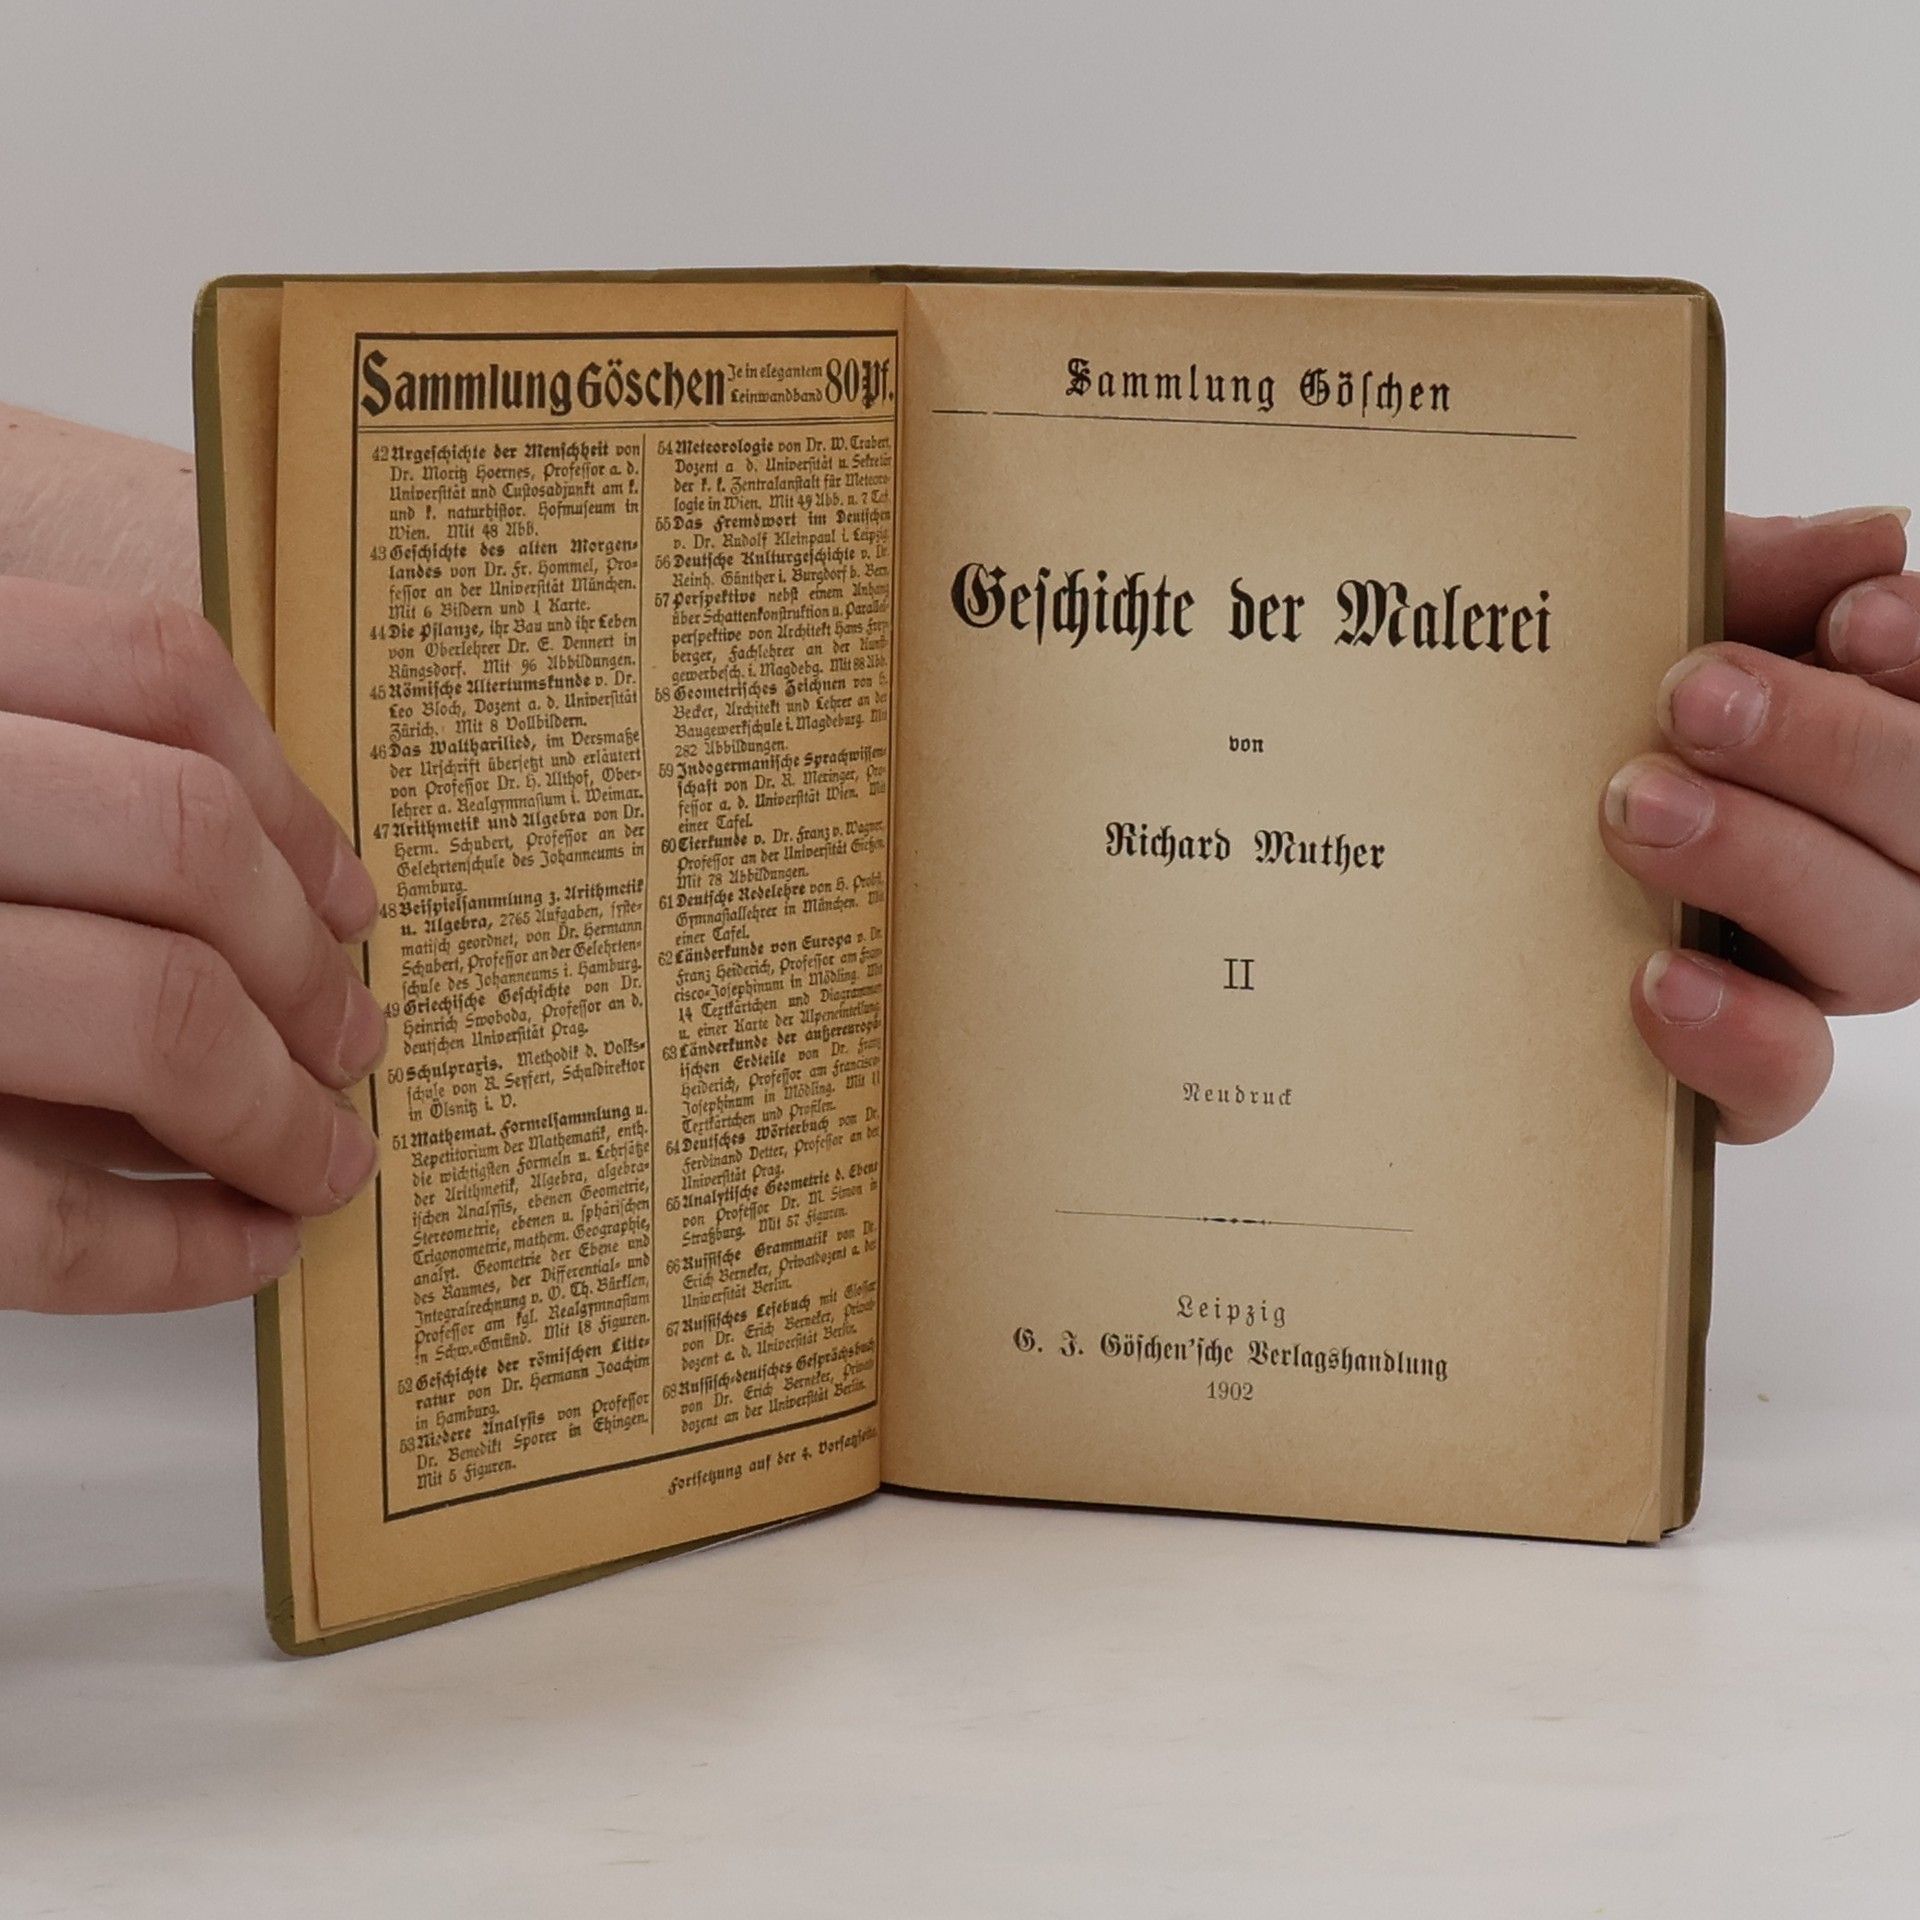 Sammlung Göschen Je in elegantem Leinwandband 80 Pf.
42 Urgeschichte der Menschheit von
Dr. Moritz Hoernes, Professor a. d.
Universität und Custosadjunkt am k.
und k. naturhistor. Hofmuseum in
Wien. Mit 48 Abb.
43 Geschichte des alten Morgen-
landes von Dr. Fr. Hommel, Pro-
fessor an der Universität München.
Mit 6 Bildern und 1 Karte.
44 Die Pflanze, ihr Bau und ihr Leben
von Oberlehrer Dr. E. Dennert in
Rüngsdorf. Mit 96 Abbildungen.
45 Römische Altertumskunde v. Dr.
Leo Bloch, Dozent a. d. Universität
Zürich. Mit 8 Vollbildern.
46 Das Waltharilied, im Versmaße
der Urschrift übersetzt und erläutert
von Professor Dr. H. Althof, Ober-
lehrer a. Realgymnasium i. Weimar.
47 Arithmetik und Algebra von Dr.
Herm. Schubert, Professor an der
Gelehrtenschule des Johanneums in
Hamburg.
48 Beispielsammlung z. Arithmetik
u. Algebra, 2765 Aufgaben, syste-
matisch geordnet, von Dr. Hermann
Schubert, Professor an der Gelehrten-
schule des Johanneums i. Hamburg.
49 Griechische Geschichte von Dr.
Heinrich Swoboda, Professor an d.
deutschen Universität Prag.
50 Schulpraxis. Methodik d. Volks-
schule von R. Seyfert, Schuldirektor
in Ölsnitz i. V.
51 Mathemat. Formelsammlung u.
Repetitorium der Mathematik, enth.
die wichtigsten Formeln u. Lehrsätze
der Arithmetik, Algebra, algebra-
ischen Analysis, ebenen Geometrie,
Stereometrie, ebenen u. sphärischen
Trigonometrie, mathem. Geographie,
analyt. Geometrie der Ebene und
des Raumes, der Differential- und
Integralrechnung v. O. Th. Bürklen,
Professor am kgl. Realgymnasium
in Schw.-Gmünd. Mit 18 Figuren.
52 Geschichte der römischen Litte-
ratur von Dr. Hermann Joachim
in Hamburg.
53 Niedere Analysis von Professor
Dr. Benedikt Sporer in Ehingen.
Mit 5 Figuren.
54 Meteorologie von Dr. W. Trabert,
Dozent a d. Universität u. Sekretär
der k. k. Zentralanstalt für Meteoro-
logie in Wien. Mit 49 Abb. u. 7 Taf.
55 Das Fremdwort im Deutschen
v. Dr. Rudolf Kleinpaul i. Leipzig.
56 Deutsche Kulturgeschichte v. Dr.
Reinh. Günther i. Burgdorf b. Bern.
57 Perspektive nebst einem Anhang
über Schattenkonstruktion u. Parallel-
perspektive von Architekt Hans Frey-
berger, Fachlehrer an der Kunst-
gewerbesch. i. Magdebg. Mit 88 Abb.
58 Geometrisches Zeichnen von H.
Becker, Architekt und Lehrer an der
Baugewerkschule i. Magdeburg. Mit
282 Abbildungen.
59 Indogermanische Sprachwissen-
schaft von Dr. R. Meringer, Pro-
fessor a. d. Universität Wien. Mit
einer Tafel.
60 Tierkunde v. Dr. Franz v. Wagner,
Professor an der Universität Gießen.
Mit 78 Abbildungen.
61 Deutsche Redelehre von H. Probst,
Gymnasiallehrer in München. Mit
einer Tafel.
62 Länderkunde von Europa v. Dr.
Franz Heiderich, Professor am Fran-
cisco-Josephinum in Mödling. Mit
14 Textkärtchen und Diagrammen
u. einer Karte der Alpeneinteilung.
63 Länderkunde der außereuropä-
ischen Erdteile von Dr. Franz
Heiderich, Professor am Francisco-
Josephinum in Mödling. Mit 11
Textkärtchen und Profilen.
64 Deutsches Wörterbuch von Dr.
Ferdinand Detter, Professor an der
Universität Prag.
65 Analytische Geometrie d. Ebene
von Professor Dr. M. Simon in
Straßburg. Mit 57 Figuren.
66 Russische Grammatik von Dr.
Erich Berneker, Privatdozent a. der
Universität Berlin.
67 Russisches Lesebuch mit Glossar
von Dr. Erich Berneker, Privat-
dozent a. d. Universität Berlin.
68 Russisch-deutsches Gesprächsbuch
von Dr. Erich Berneker, Privat-
dozent an der Universität Berlin.
Fortsetzung auf der 4. Vorsatzseite.
Sammlung Göschen
Geschichte der Malerei
von
Richard Muther
II
Neudruck
Leipzig
G. J. Göschen'sche Verlagshandlung
1902